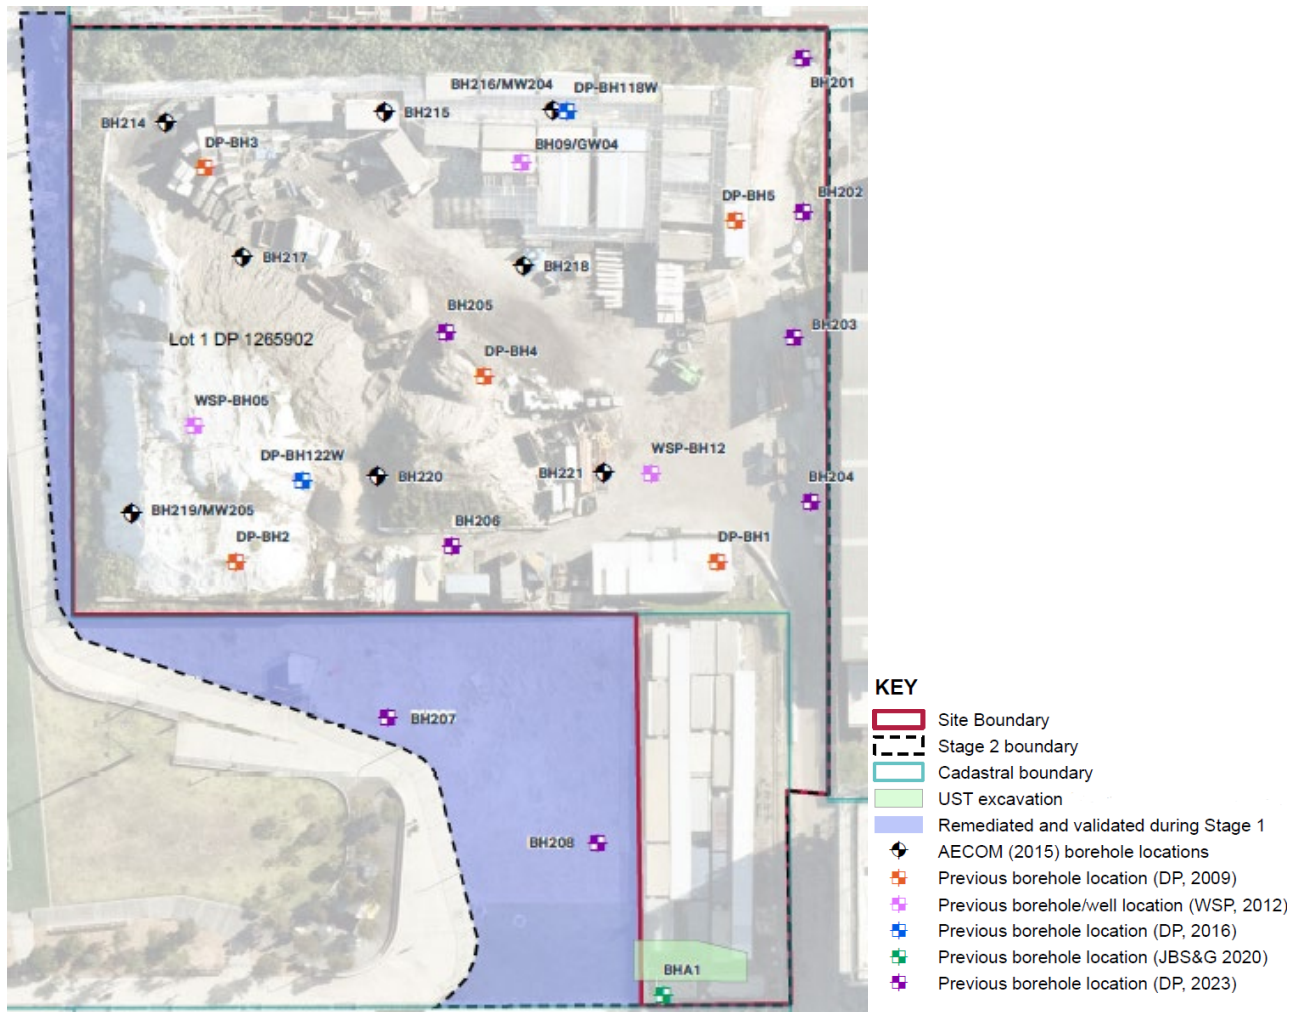 BH201
BH216/MW204
DP-BH118W
BH214
BH215
DP-BH3
BH09/GW04
DP-BH5
BH202
BH217
BH218
BH205
BH203
Lot 1 DP 1265902
DP-BH4
WSP-BH05
DP-BH122W
WSP-BH12
BH220
BH221
BH204
BH219/MW205
BH206
DP-BH2
DP-BH1
BH207
BH208
BHA1
KEY
Site Boundary
Stage 2 boundary
Cadastral boundary
UST excavation
Remediated and validated during Stage 1
AECOM (2015) borehole locations
Previous borehole location (DP, 2009)
Previous borehole/well location (WSP, 2012)
Previous borehole location (DP, 2016)
Previous borehole location (JBS&G 2020)
Previous borehole location (DP, 2023)